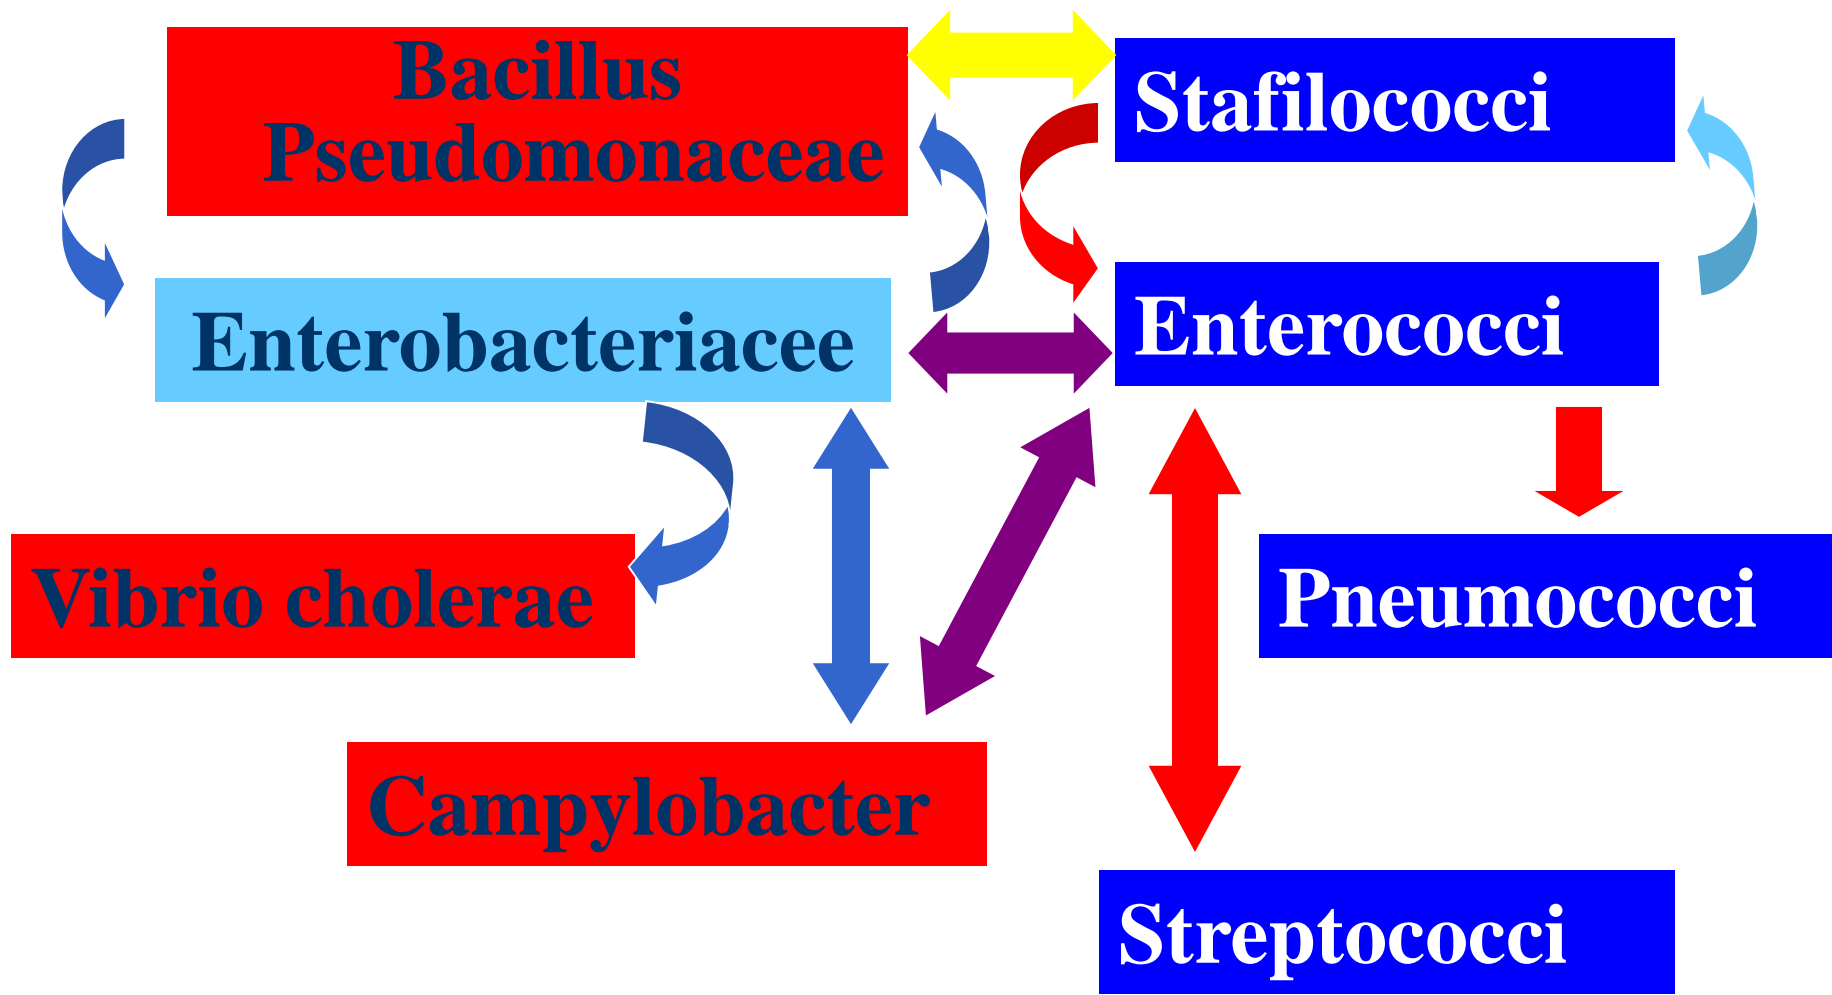 Bacillus
Pseudomonaceae
Stafilococci
Enterobacteriacee
Enterococci
Vibrio cholerae
Pneumococci
Campylobacter
Streptococci